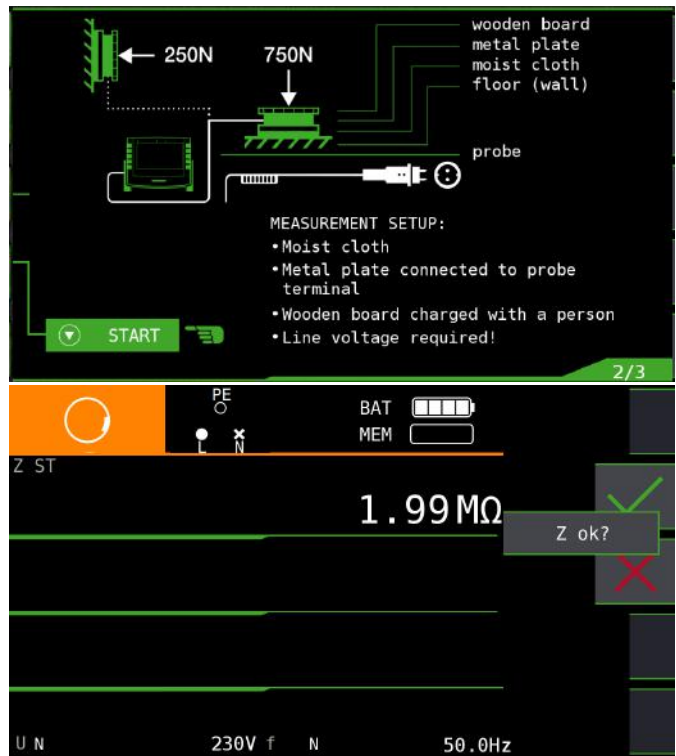 250N
750N
wooden board
metal plate
moist cloth
floor (wall)
probe
MEASUREMENT SETUP:
•Moist cloth
•Metal plate connected to probe
terminal
•Wooden board charged with a person
•Line voltage required!
START
2/3
PE
L N
BAT
MEM
Z ST
1.99 MΩ
Z ok?
U N 230V f N 50.0Hz